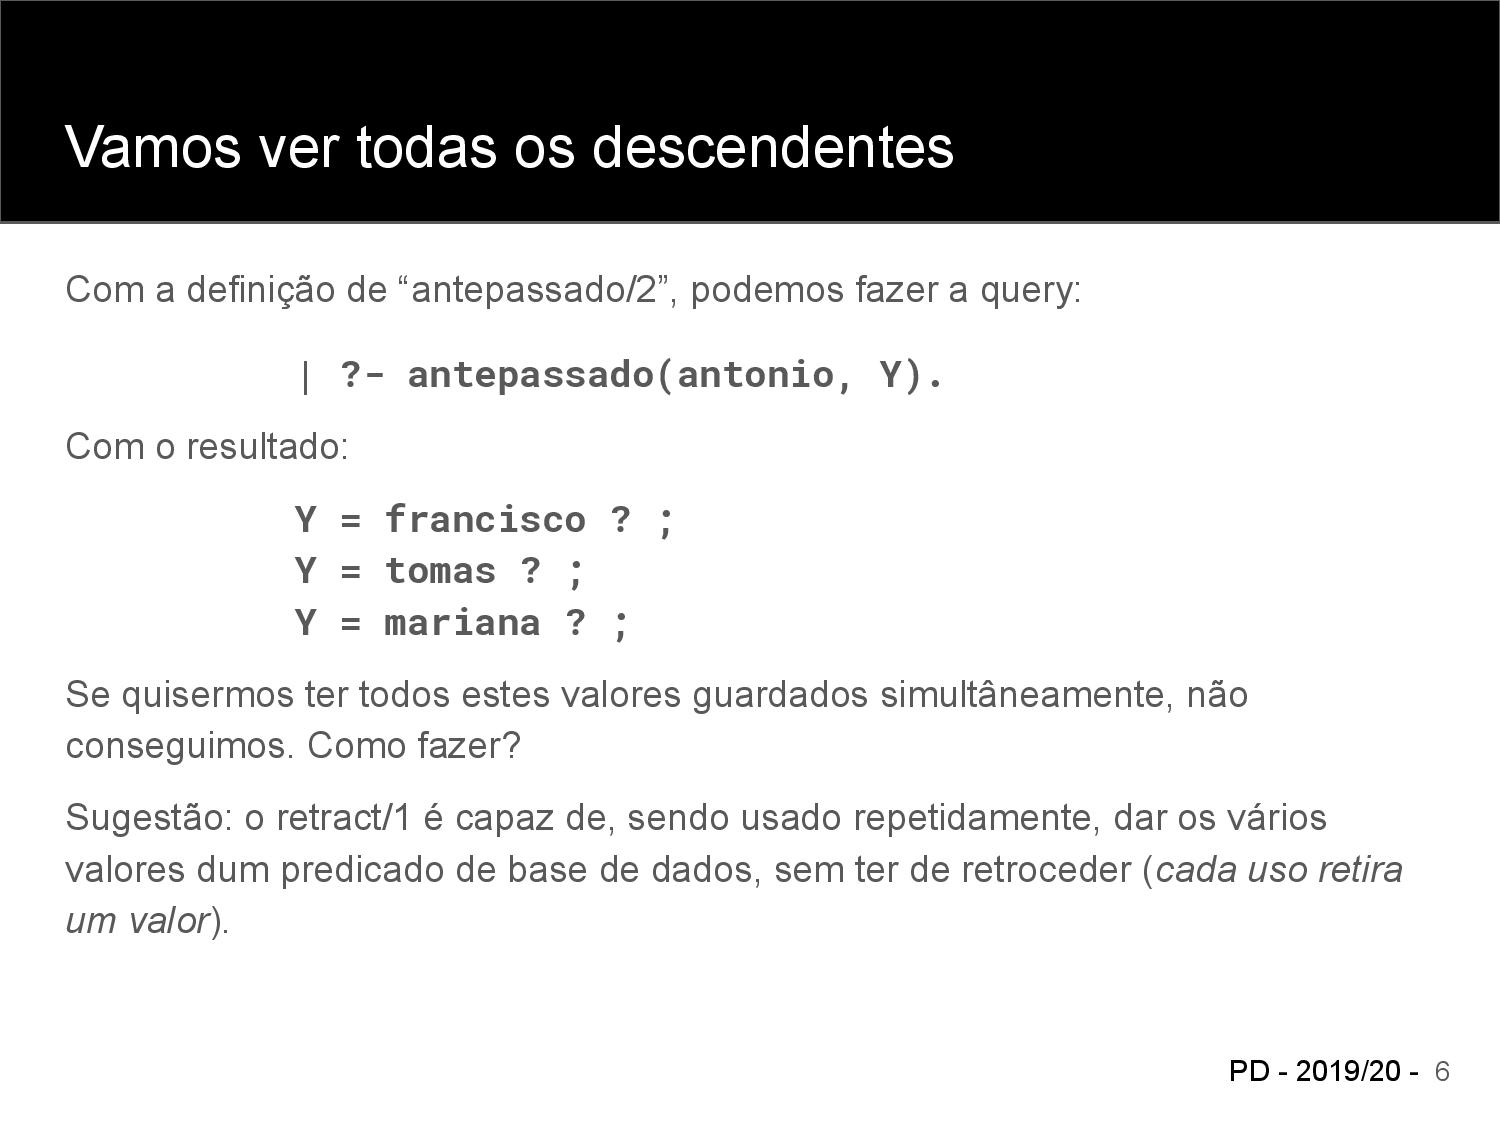 Vamos ver todas os descendentes
Com a definição de “antepassado/2”, podemos fazer a query:
| ?- antepassado(antonio, Y).
Com o resultado:
Y = francisco ? ;
Y = tomas ? ;
Y = mariana ? ;
Se quisermos ter todos estes valores guardados simultâneamente, não
conseguimos. Como fazer?
Sugestão: o retract/1 é capaz de, sendo usado repetidamente, dar os vários
valores dum predicado de base de dados, sem ter de retroceder (cada uso retira
um valor).
PD - 2019/20 - 6